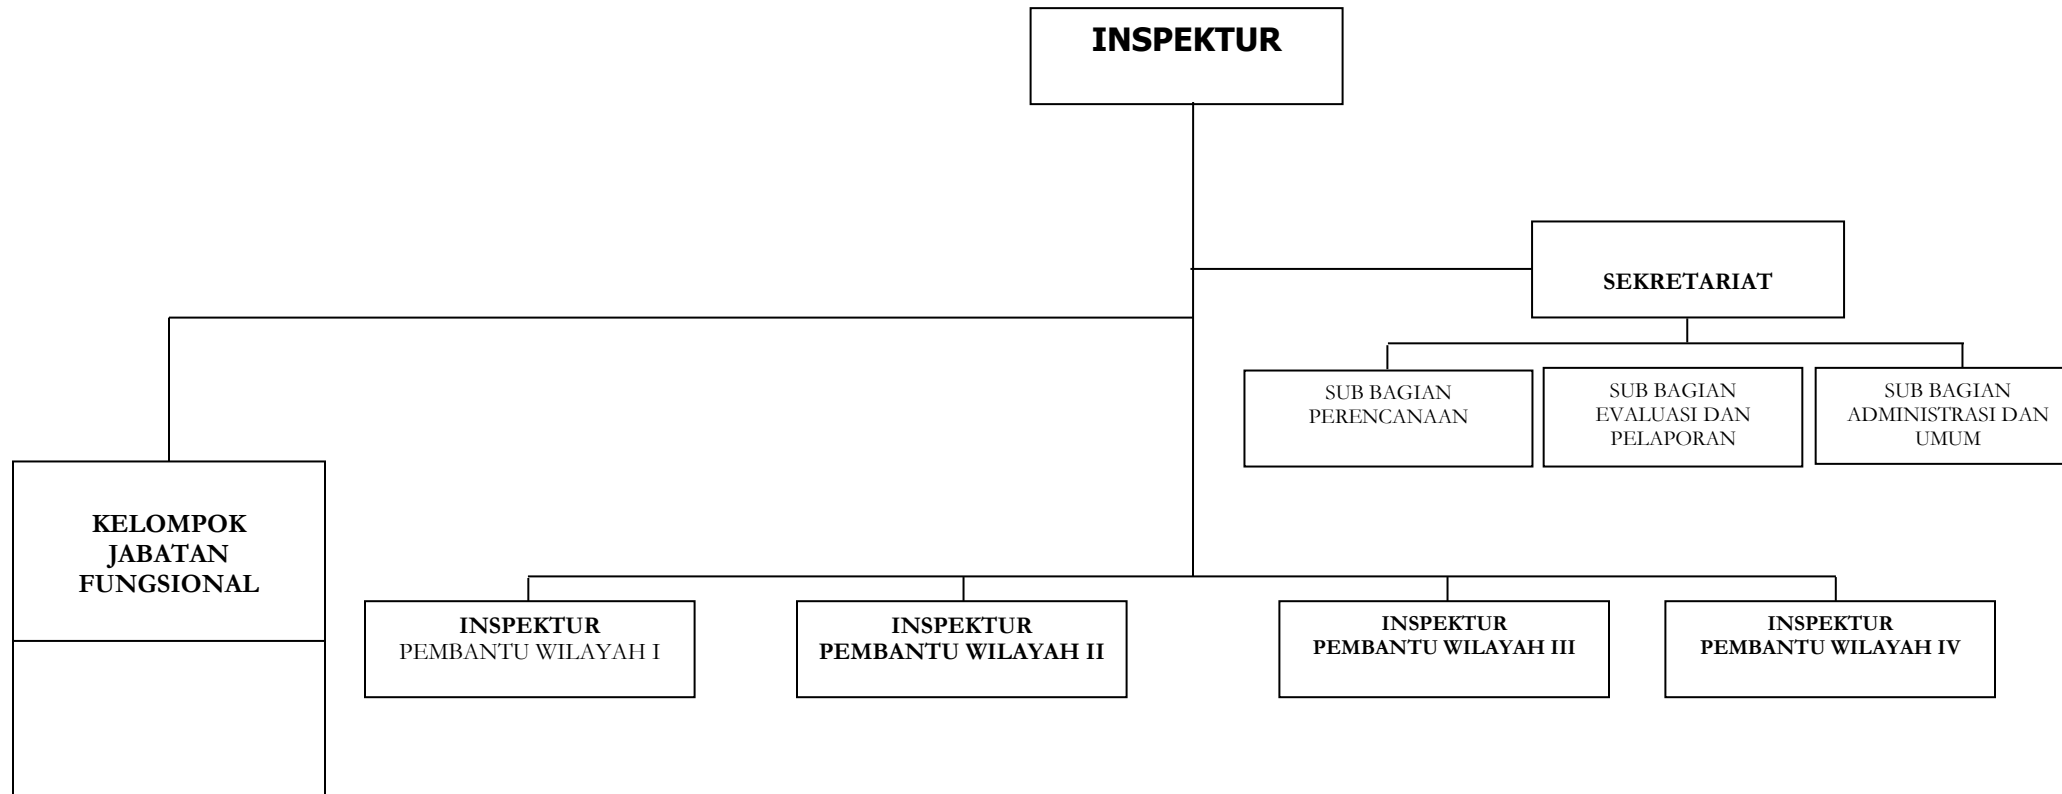 INSPEKTUR
SEKRETARIAT
SUB BAGIAN
PERENCANAAN
SUB BAGIAN
EVALUASI DAN
PELAPORAN
SUB BAGIAN
ADMINISTRASI DAN
UMUM
KELOMPOK
JABATAN
FUNGSIONAL
INSPEKTUR
PEMBANTU WILAYAH I
INSPEKTUR
PEMBANTU WILAYAH II
INSPEKTUR
PEMBANTU WILAYAH III
INSPEKTUR
PEMBANTU WILAYAH IV